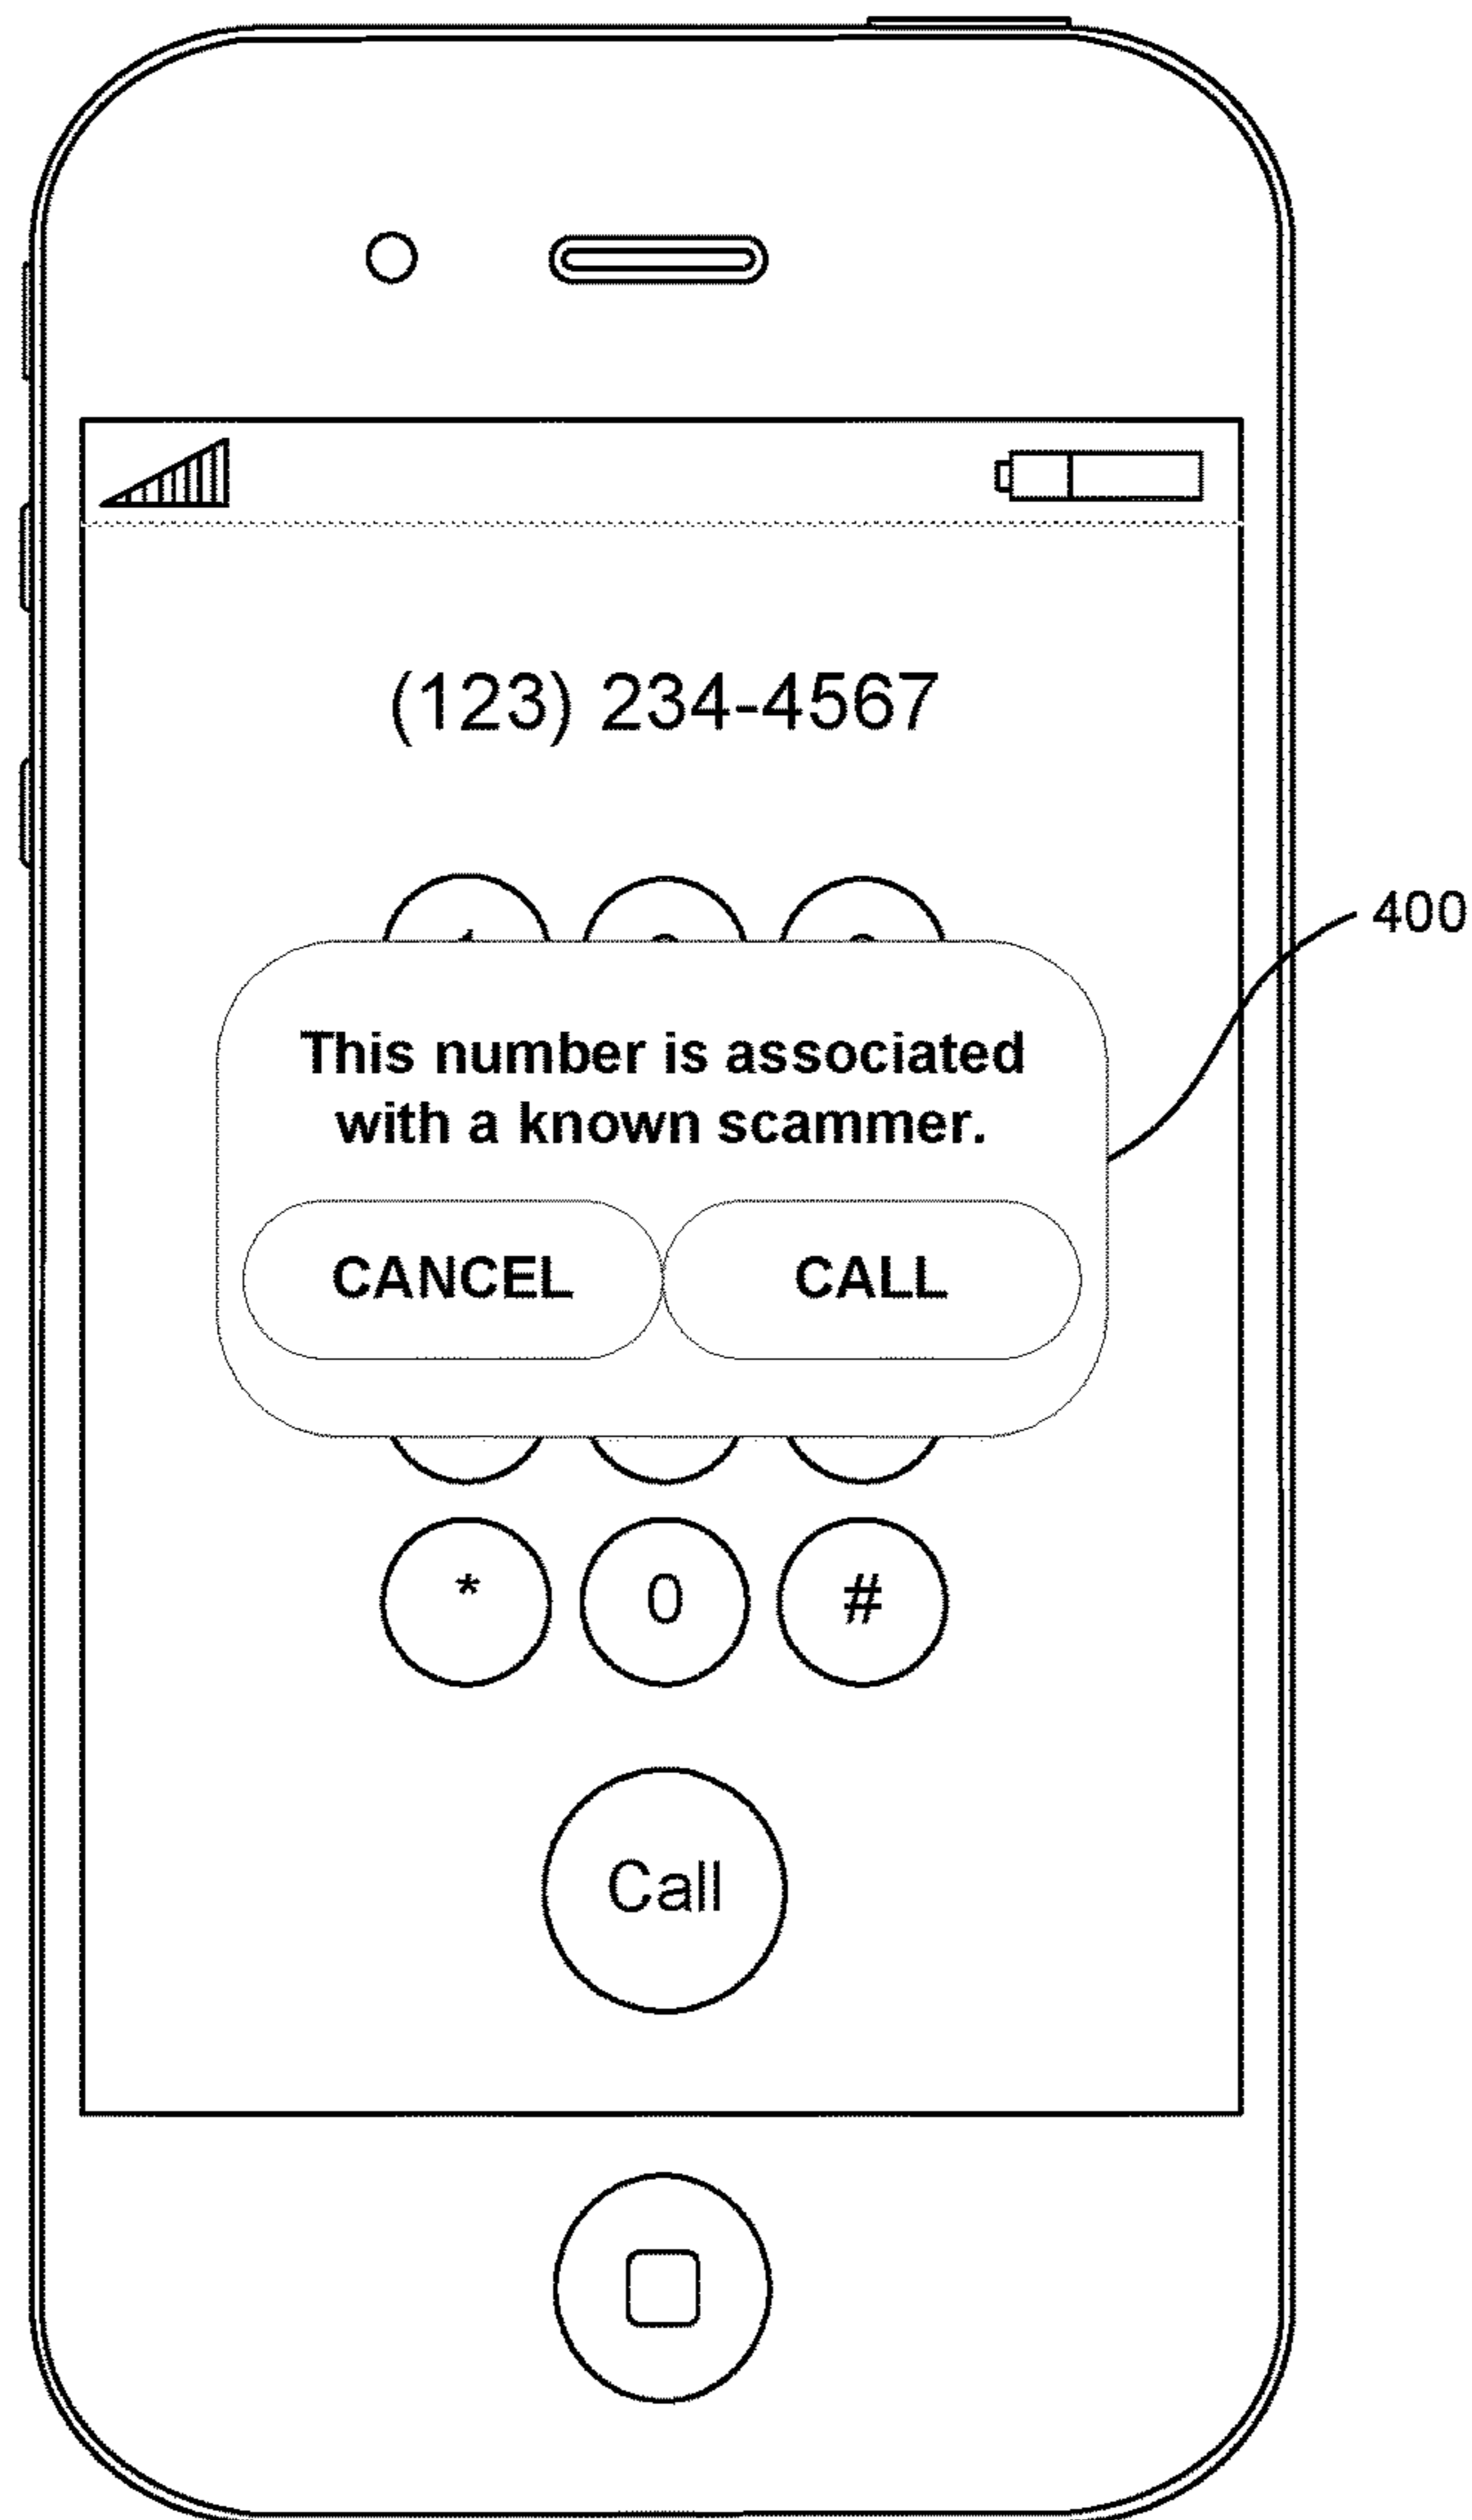 (123) 234-4567
400
This number is associated
with a known scammer.
CANCEL CALL
* 0 #
Call